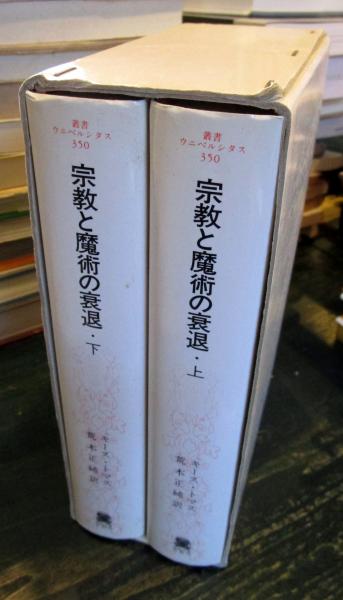 叢書
ウニベルシタス
350
宗教と魔術の衰退・下
キース・トマス
荒木正純訳
叢書
ウニベルシタス
350
宗教と魔術の衰退・上
キース・トマス
荒木正純訳